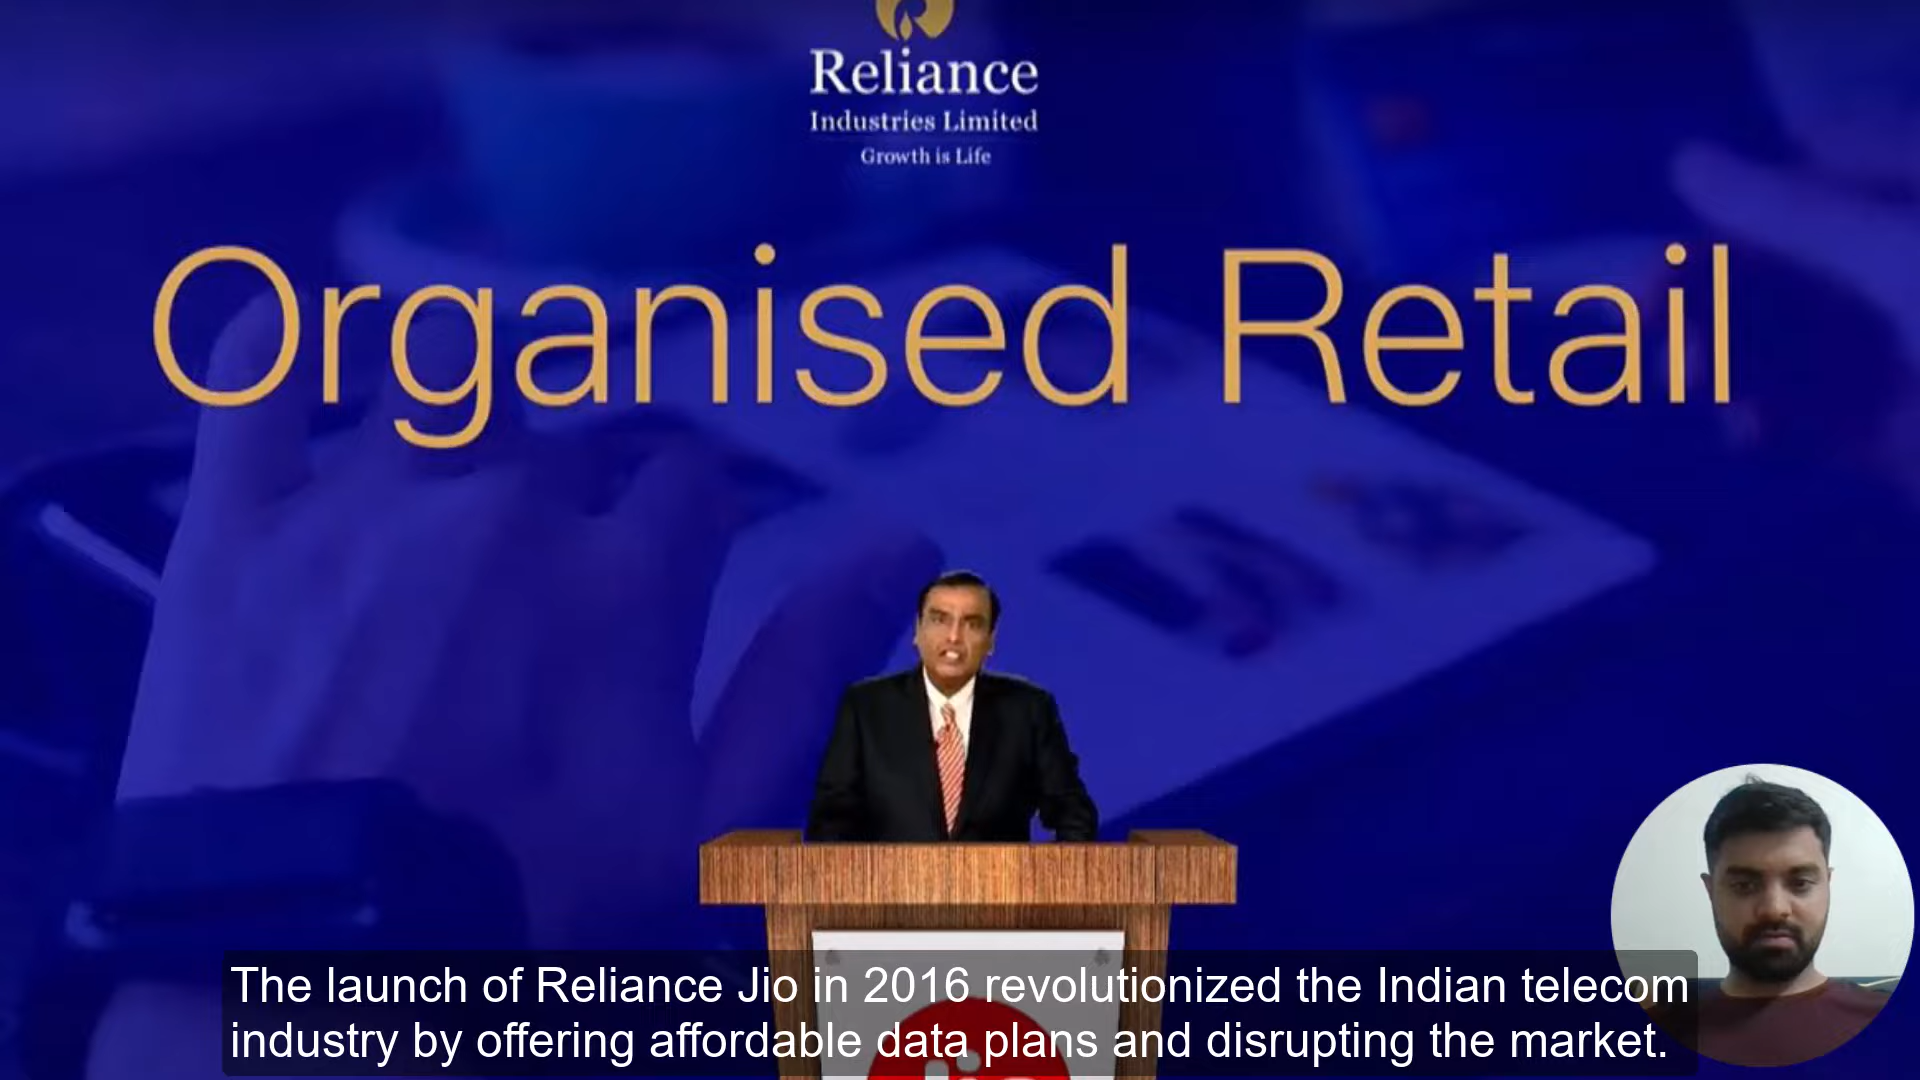 Reliance
Industries Limited
Growth is Life
Organised Retail
The launch of Reliance Jio in 2016 revolutionized the Indian telecom
industry by offering affordable data plans and disrupting the market.